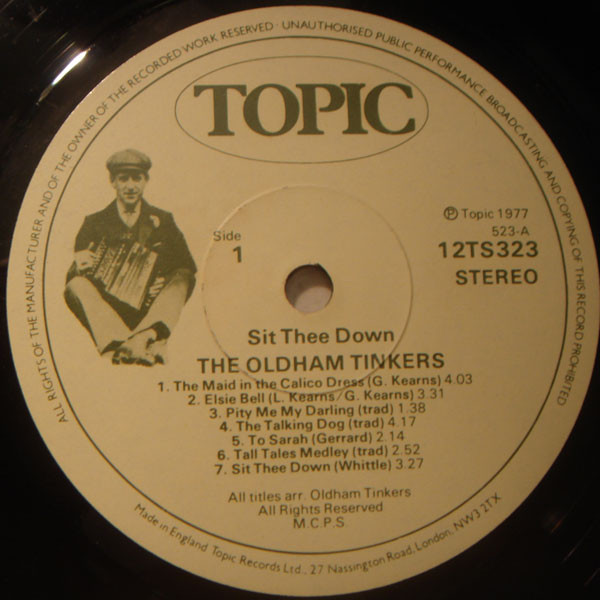 ALL RIGHTS OF THE MANUFACTURER AND OF THE OWNER OF THE RECORDED WORK RESERVED · UNAUTHORISED PUBLIC PERFORMANCE BROADCASTING AND COPYING OF THIS RECORD PROHIBITED
TOPIC
Ⓟ Topic 1977
523-A
Side
1
12TS323
STEREO
Sit Thee Down
THE OLDHAM TINKERS
1. The Maid in the Calico Dress (G. Kearns) 4.03
2. Elsie Bell (L. Kearns/G. Kearns) 3.31
3. Pity Me My Darling (trad) 1.38
4. The Talking Dog (trad) 4.17
5. To Sarah (Gerrard) 2.14
6. Tall Tales Medley (trad) 2.52
7. Sit Thee Down (Whittle) 3.27
All titles arr. Oldham Tinkers
All Rights Reserved
M.C.P.S.
Made in England Topic Records Ltd., 27 Nassington Road, London, NW3 2TX